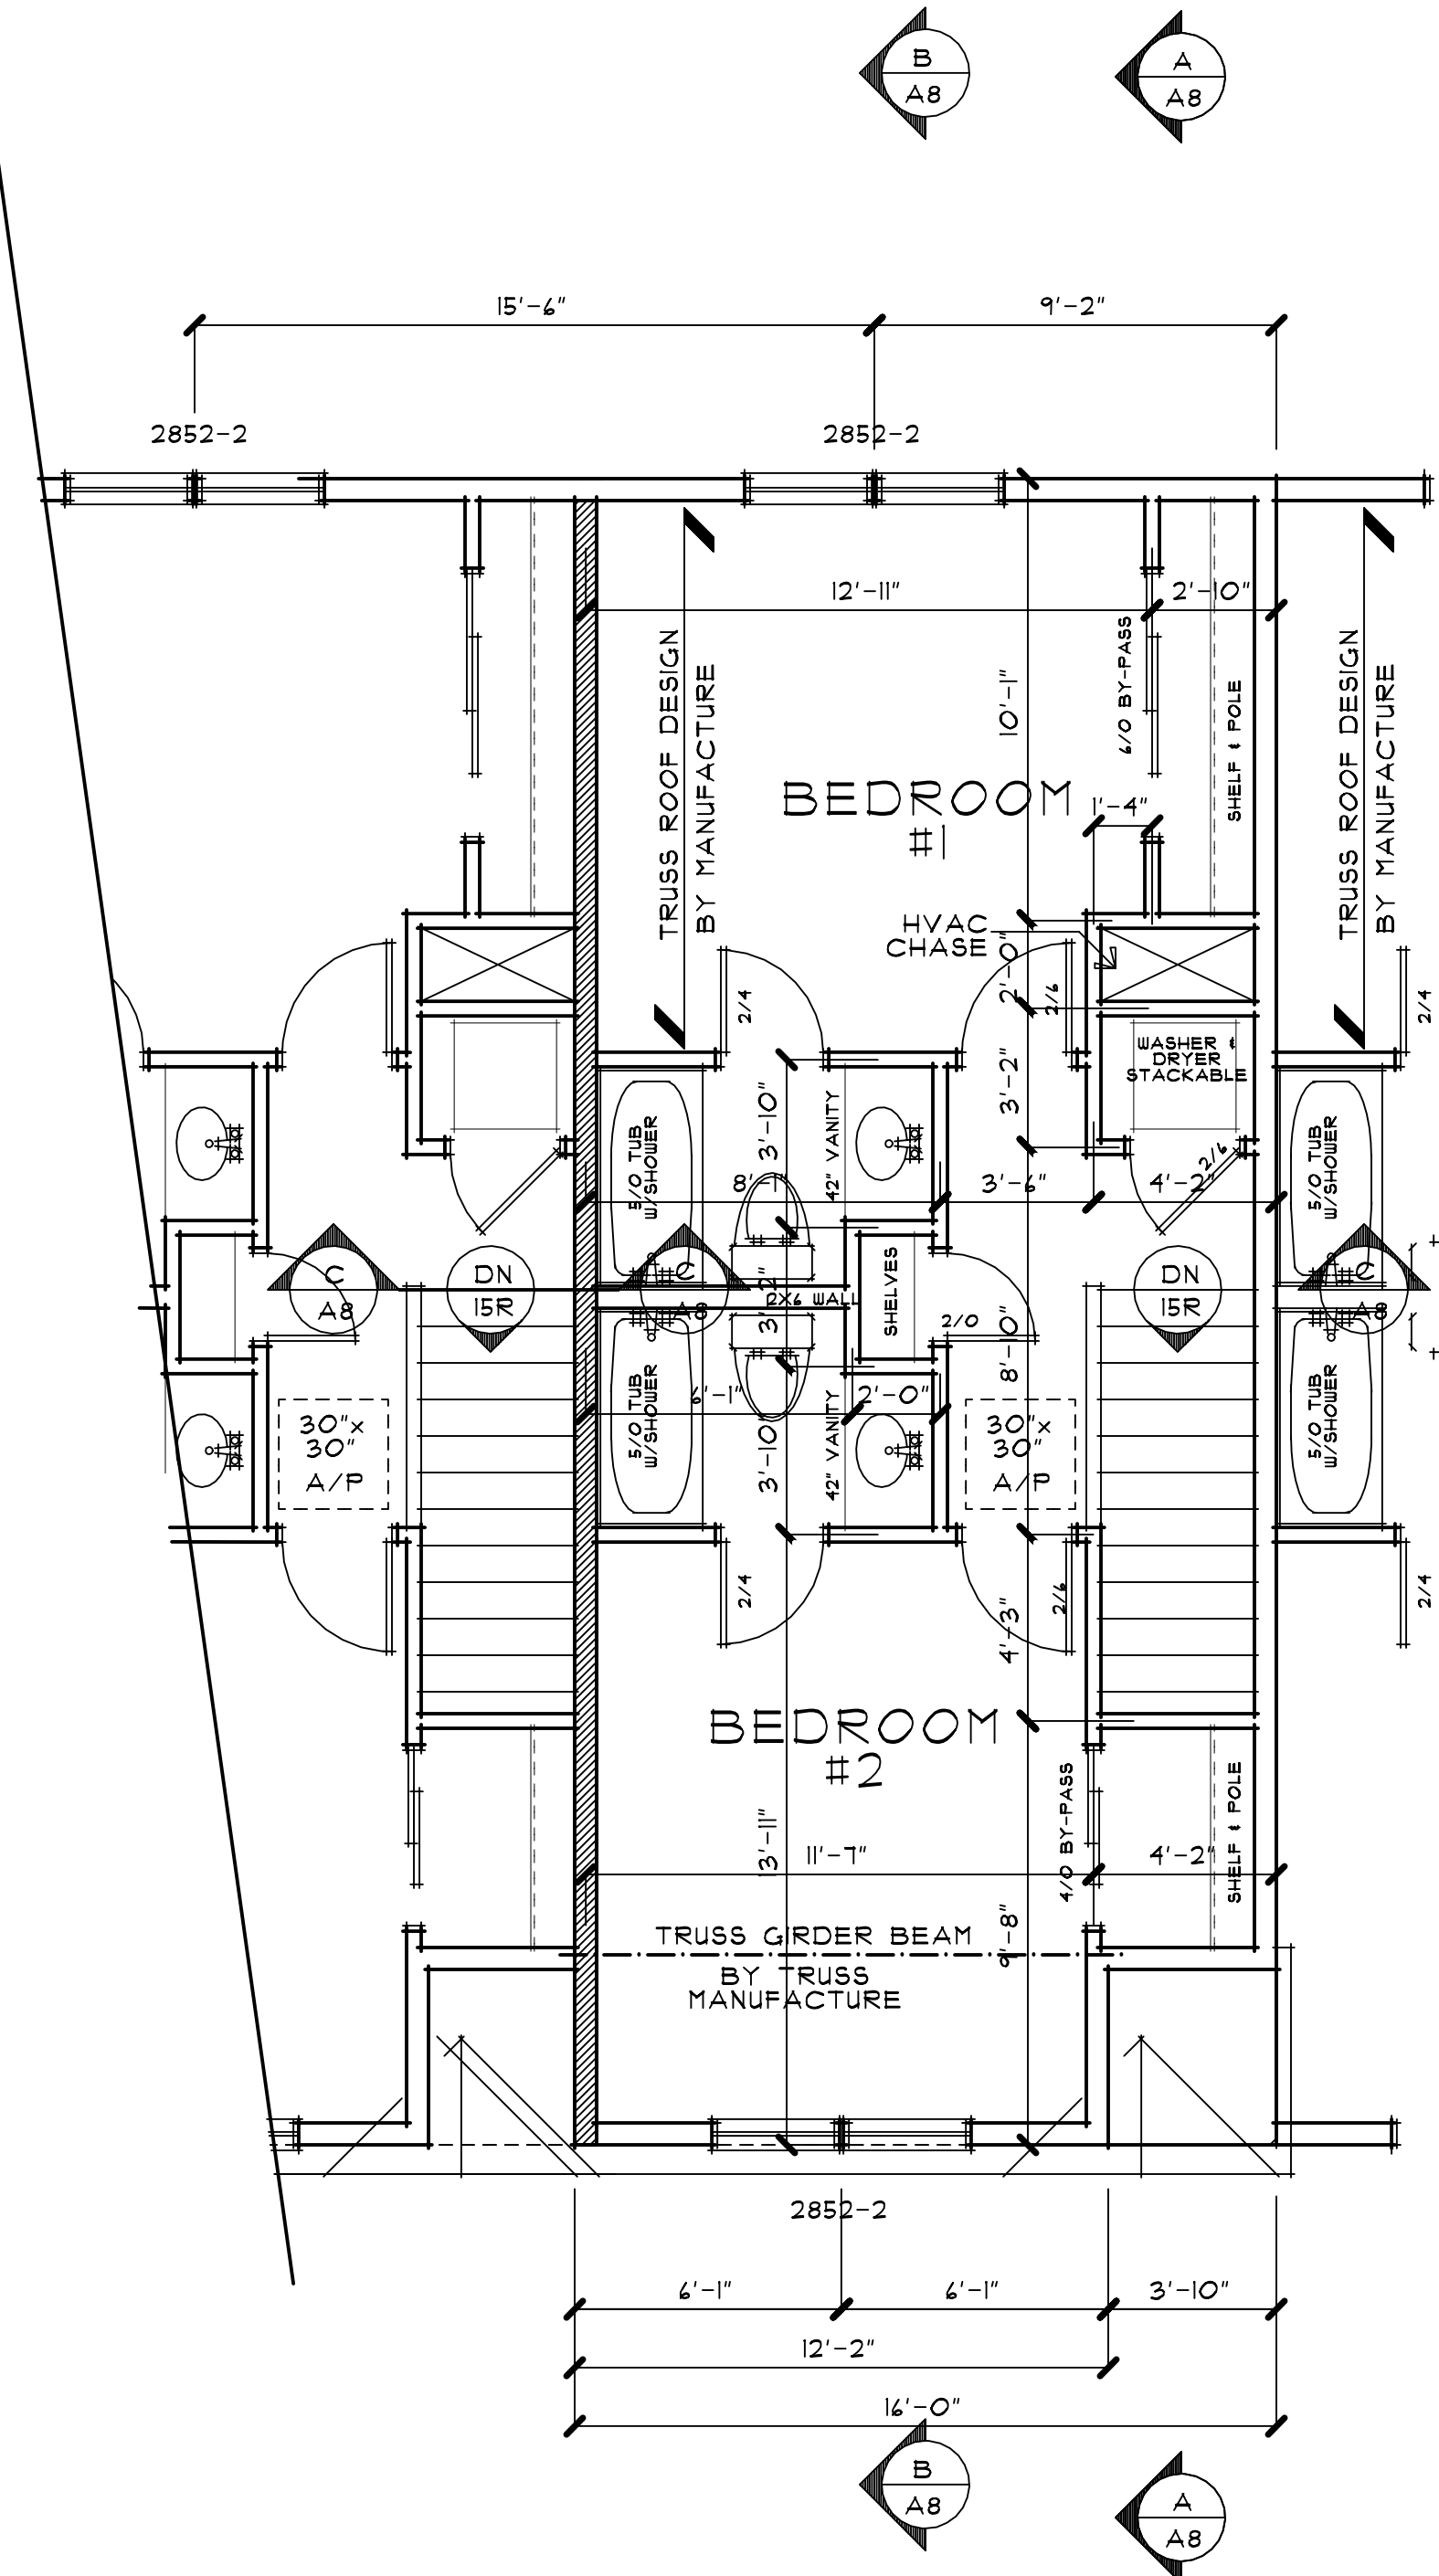 B
A8
A
A8
15'-6"
9'-2"
2852-2
2852-2
12'-11"
2'-10"
6/0 BY-PASS
10'-1"
SHELF & POLE
TRUSS ROOF DESIGN
BY MANUFACTURE
TRUSS ROOF DESIGN
BY MANUFACTURE
BEDROOM
#1
1'-4"
HVAC
CHASE
2'-0"
2/4
2/6
2/4
WASHER &
DRYER
STACKABLE
3'-2"
3'-10"
42" VANITY
5/0 TUB
W/SHOWER
5/0 TUB
W/SHOWER
8'-1"
3'-6"
4'-2"
2/6
C
A8
DN
15R
C
A8
2X6 WALL
3'-2"
SHELVES
2/0
DN
15R
C
A8
8'-10"
5/0 TUB
W/SHOWER
6'-1"
2'-0"
5/0 TUB
W/SHOWER
30"x
30"
A/P
3'-10"
42" VANITY
30"x
30"
A/P
2/4
2/6
2/4
4'-3"
BEDROOM
#2
4/0 BY-PASS
SHELF & POLE
13'-11"
11'-7"
4'-2"
9'-8"
TRUSS GIRDER BEAM
BY TRUSS
MANUFACTURE
2852-2
6'-1"
6'-1"
3'-10"
12'-2"
16'-0"
B
A8
A
A8